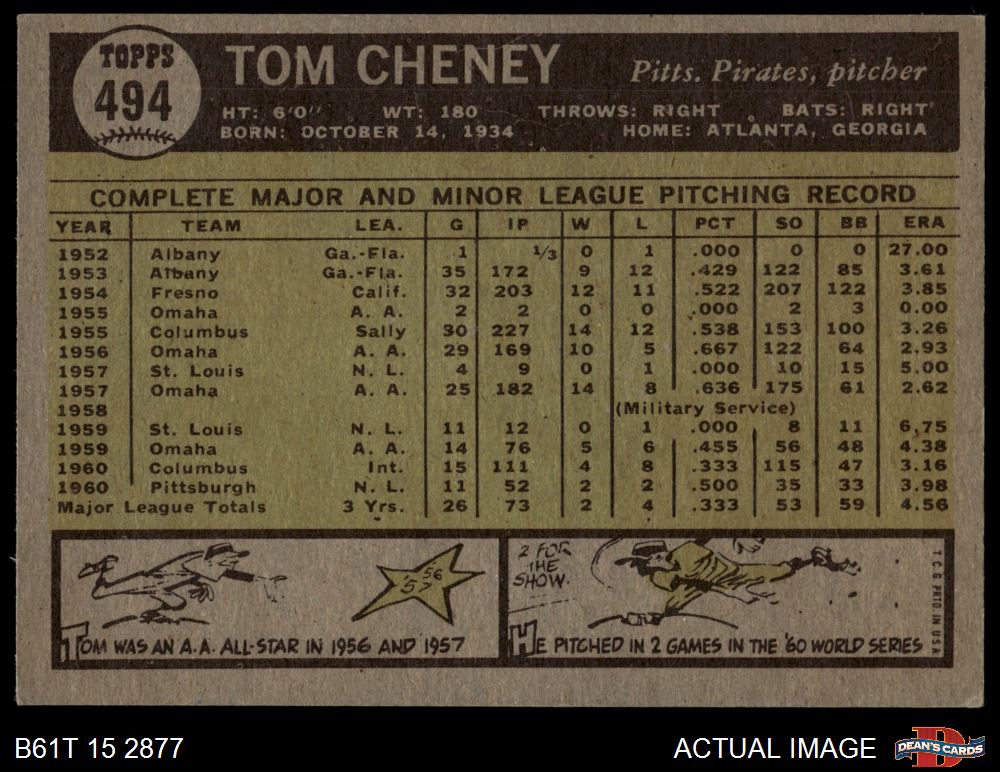 TOPPS
494
TOM CHENEY Pitts. Pirates, pitcher
HT: 6'0" WT: 180 THROWS: RIGHT BATS: RIGHT
BORN: OCTOBER 14, 1934 HOME: ATLANTA, GEORGIA
COMPLETE MAJOR AND MINOR LEAGUE PITCHING RECORD
YEAR TEAM LEA. G IP W L PCT SO BB ERA
1952 Albany Ga.-Fla. 1 1/3 0 1 .000 0 0 27.00
1953 Albany Ga.-Fla. 35 172 9 12 .429 122 85 3.61
1954 Fresno Calif. 32 203 12 11 .522 207 122 3.85
1955 Omaha A. A. 2 2 0 0 .000 2 3 0.00
1955 Columbus Sally 30 227 14 12 .538 153 100 3.26
1956 Omaha A. A. 29 169 10 5 .667 122 64 2.93
1957 St. Louis N. L. 4 9 0 1 .000 10 15 5.00
1957 Omaha A. A. 25 182 14 8 .636 175 61 2.62
1958 (Military Service)
1959 St. Louis N. L. 11 12 0 1 .000 8 11 6.75
1959 Omaha A. A. 14 76 5 6 .455 56 48 4.38
1960 Columbus Int. 15 111 4 8 .333 115 47 3.16
1960 Pittsburgh N. L. 11 52 2 2 .500 35 33 3.98
Major League Totals 3 Yrs. 26 73 2 4 .333 53 59 4.56
56
57
TOM WAS AN A.A. ALL-STAR IN 1956 AND 1957
2 FOR
THE
SHOW.
HE PITCHED IN 2 GAMES IN THE '60 WORLD SERIES
T.C.G. PRTD. IN U.S.A.
B61T 15 2877 ACTUAL IMAGE
D
DEAN'S CARDS